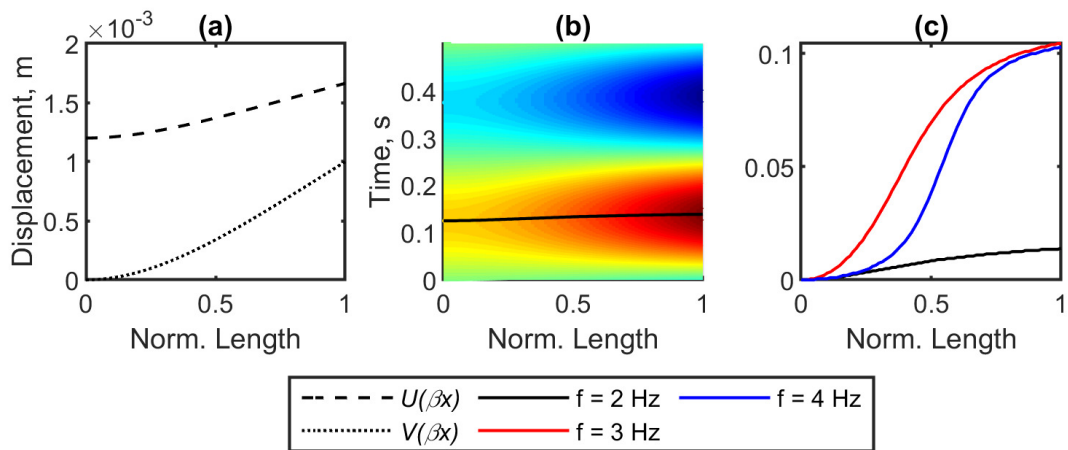 ×10⁻³
(a)
(b)
(c)
2
1.5
1
0.5
0
Displacement, m
0
0.5
1
Norm. Length
0.4
0.3
0.2
0.1
0
Time, s
0
0.5
1
Norm. Length
0.1
0.05
0
0
0.5
1
Norm. Length
U(βx)
f = 2 Hz
f = 4 Hz
V(βx)
f = 3 Hz